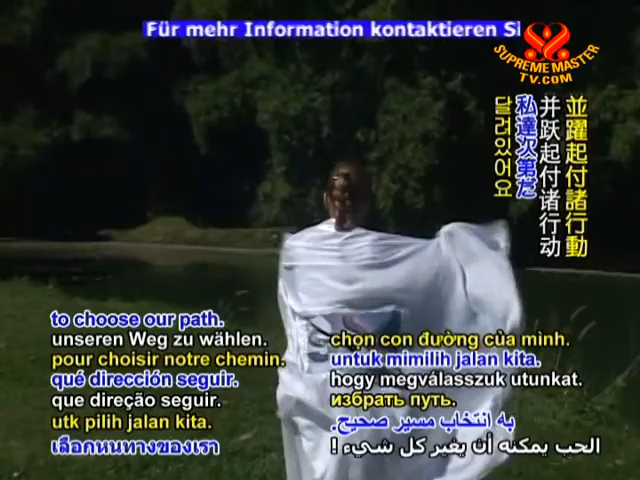 Für mehr Information kontaktieren Si
SUPREME MASTER
TV.COM
並躍起付諸行動
并跃起付诸行动
私達次第だ
달려있어요
to choose our path.
unseren Weg zu wählen.
pour choisir notre chemin.
qué dirección seguir.
que direção seguir.
utk pilih jalan kita.
เลือกหนทางของเรา
chọn con đường của mình.
untuk mimilih jalan kita.
hogy megválasszuk utunkat.
избрать путь.
به انتخاب مسیر صحیح.
الحب يمكنه أن يغير كل شيء !